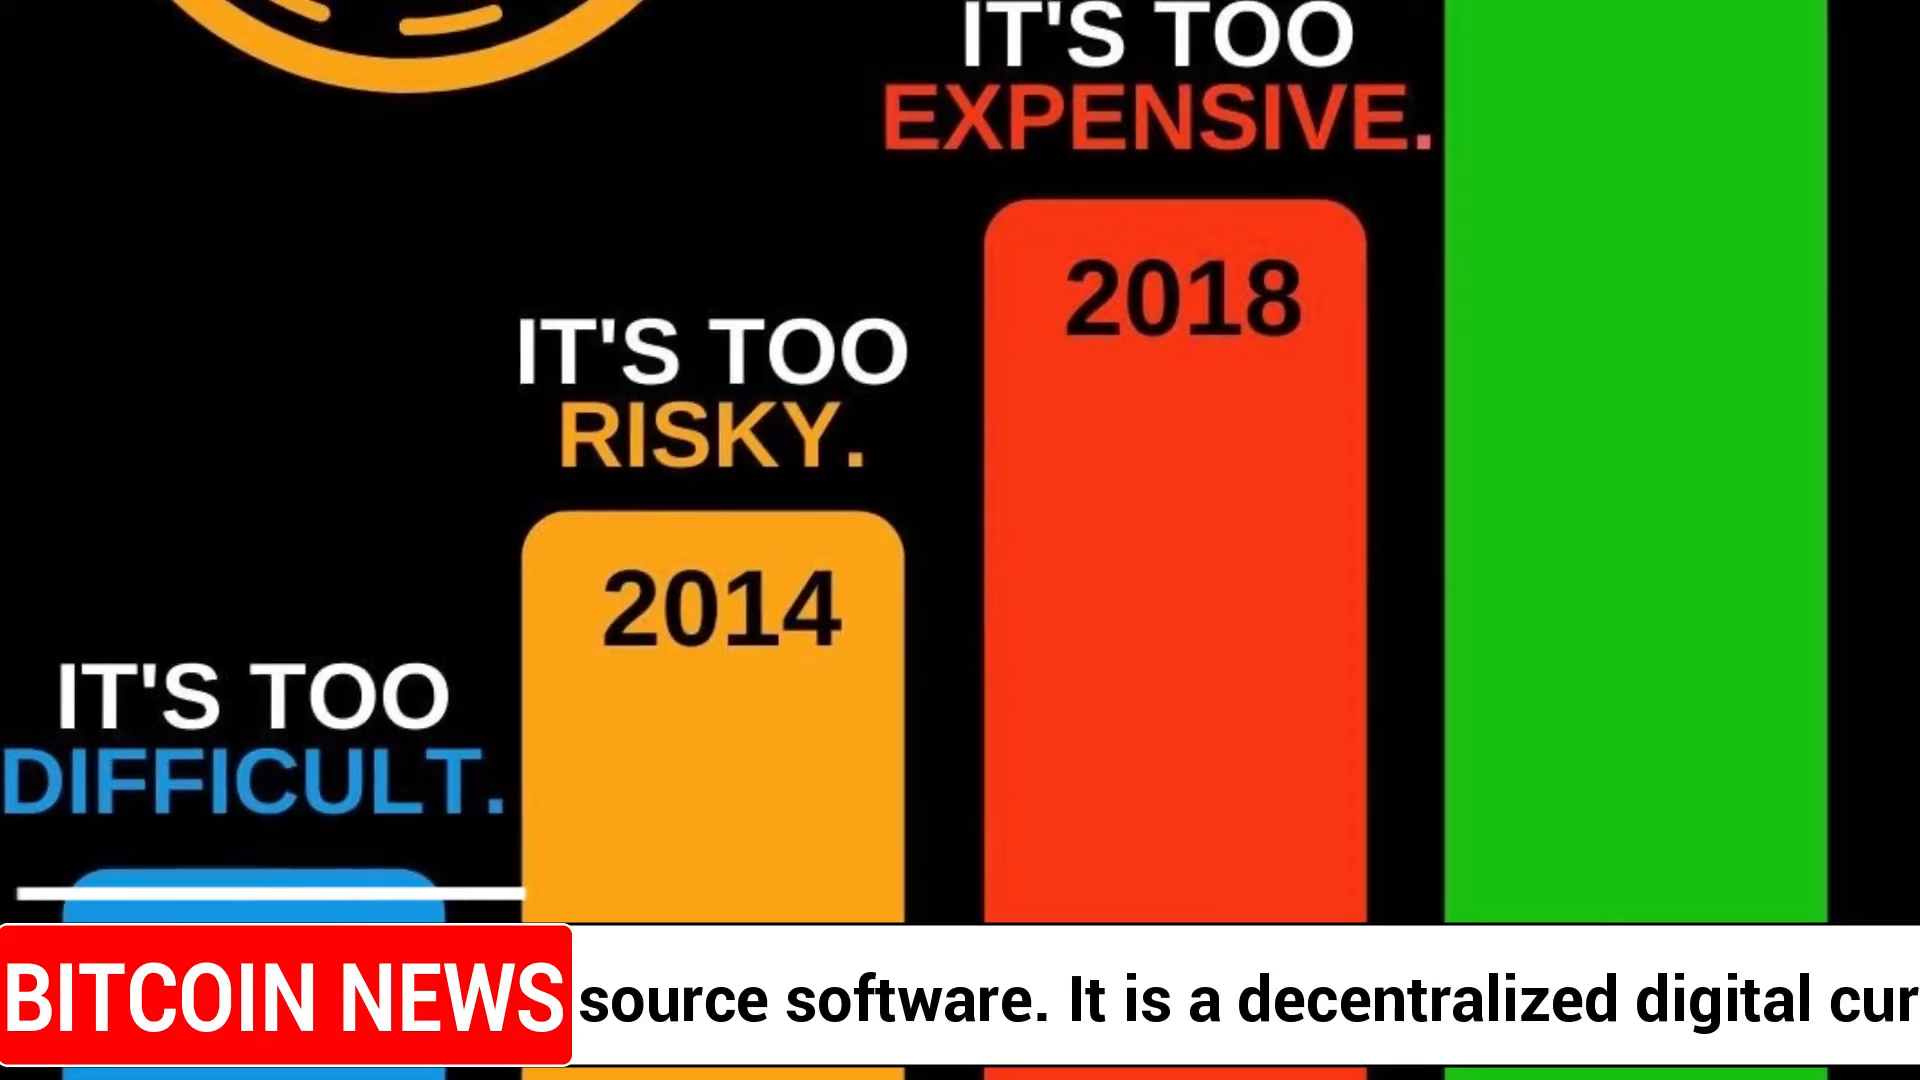 IT'S TOO
EXPENSIVE.
2018
IT'S TOO
RISKY.
2014
IT'S TOO
DIFFICULT.
BITCOIN NEWS
source software. It is a decentralized digital cur